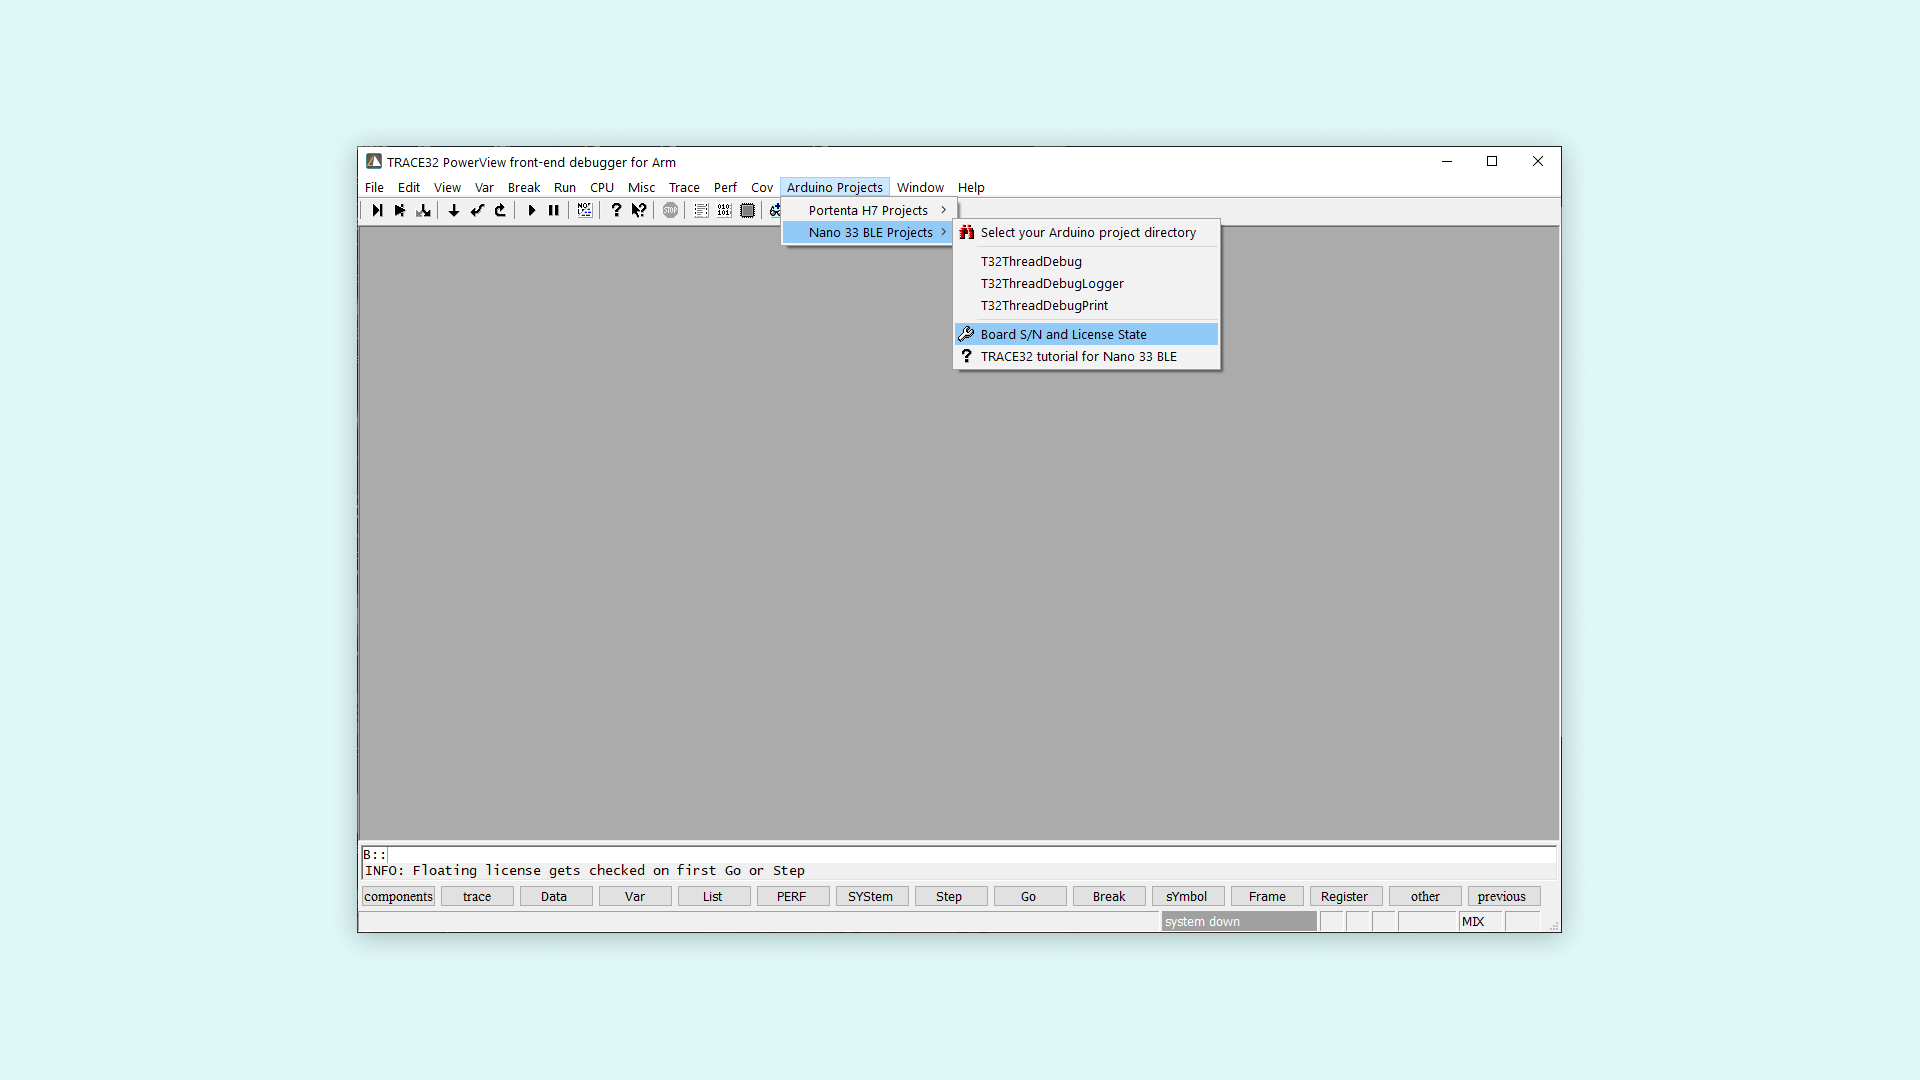 TRACE32 PowerView front-end debugger for Arm
File Edit View Var Break Run CPU Misc Trace Perf Cov Arduino Projects Window Help
STOP
Portenta H7 Projects
Nano 33 BLE Projects
Select your Arduino project directory
T32ThreadDebug
T32ThreadDebugLogger
T32ThreadDebugPrint
Board S/N and License State
TRACE32 tutorial for Nano 33 BLE
B::
INFO: Floating license gets checked on first Go or Step
components trace Data Var List PERF SYStem Step Go Break sYmbol Frame Register other previous
system down MIX